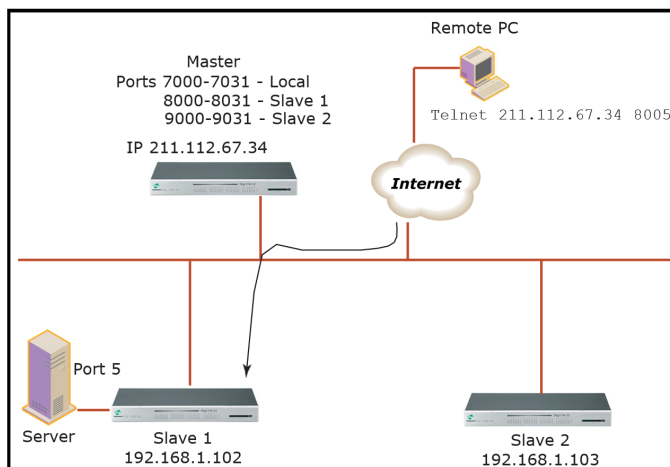 Remote PC
Master
Ports 7000-7031 - Local
8000-8031 - Slave 1
9000-9031 - Slave 2
Telnet 211.112.67.34 8005
IP 211.112.67.34
Internet
Port 5
Server
Slave 1
192.168.1.102
Slave 2
192.168.1.103